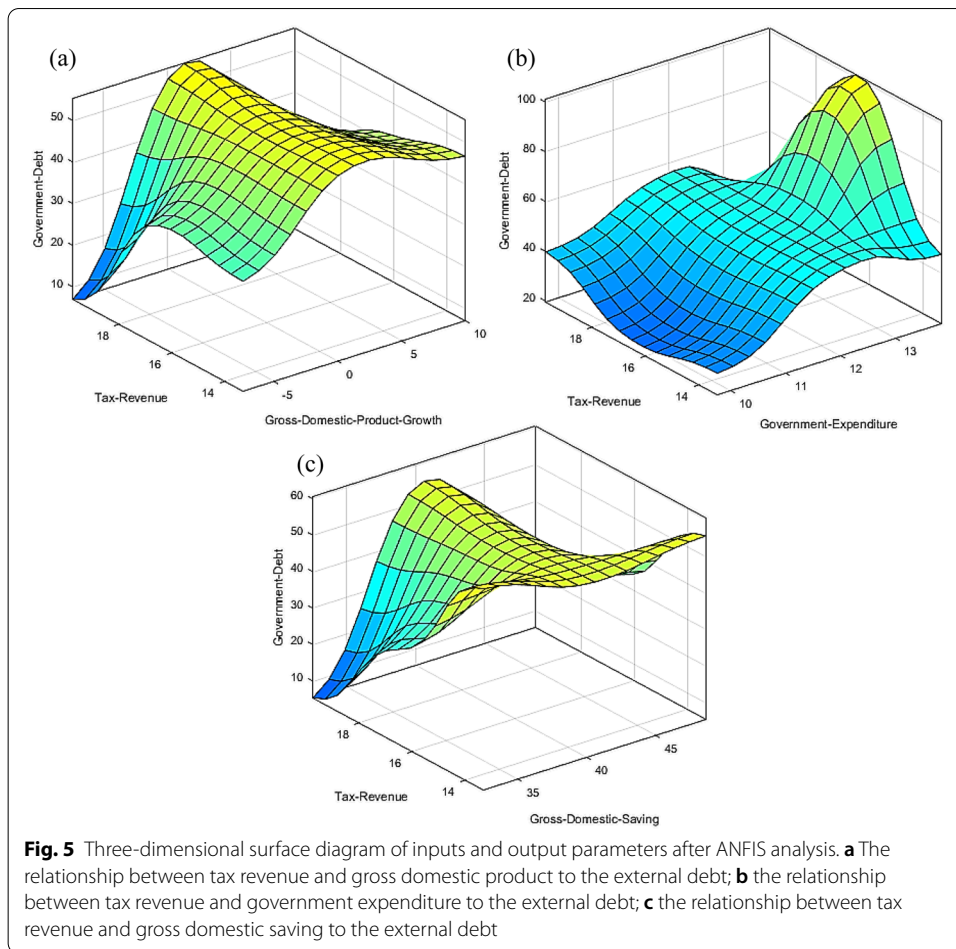 (a)
50
40
30
20
10
Government-Debt
18
16
14
Tax-Revenue
-5
0
5
10
Gross-Domestic-Product-Growth
(b)
100
80
60
40
20
Government-Debt
18
16
14
Tax-Revenue
10
11
12
13
Government-Expenditure
(c)
60
50
40
30
20
10
Government-Debt
18
16
14
Tax-Revenue
35
40
45
Gross-Domestic-Saving
Fig. 5 Three-dimensional surface diagram of inputs and output parameters after ANFIS analysis. a The
relationship between tax revenue and gross domestic product to the external debt; b the relationship
between tax revenue and government expenditure to the external debt; c the relationship between tax
revenue and gross domestic saving to the external debt